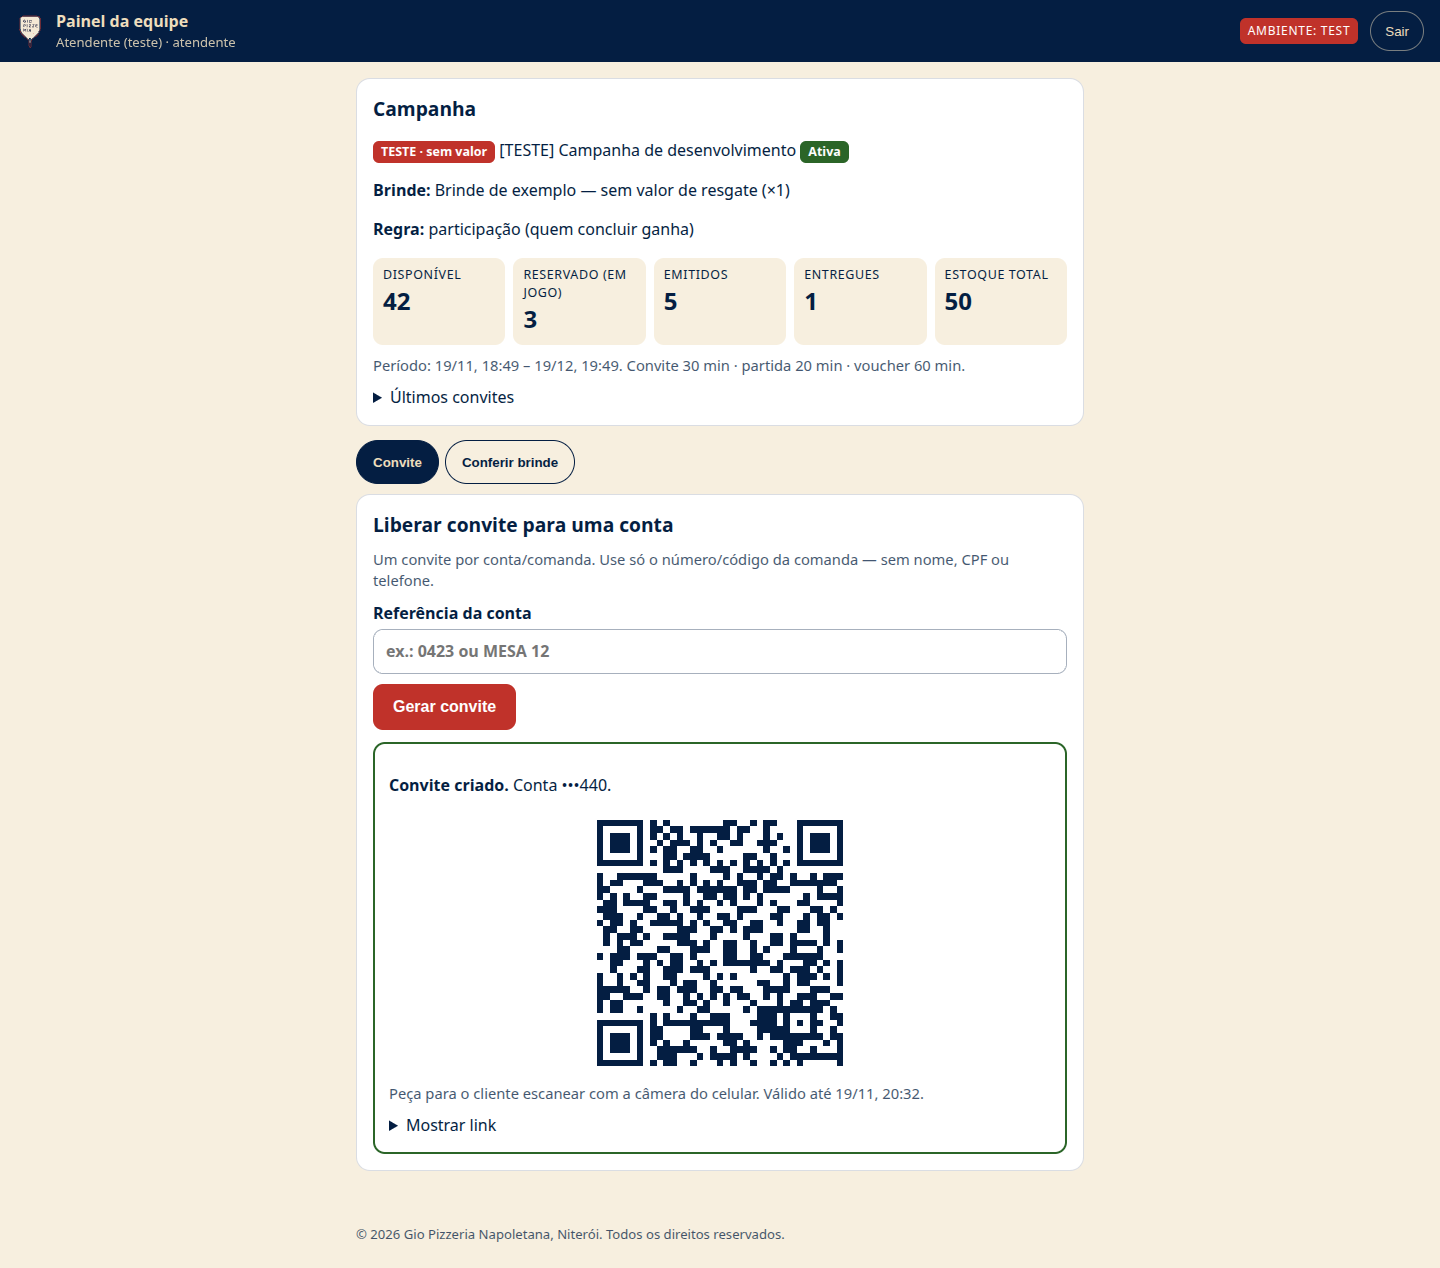 Painel da equipe
Atendente (teste) · atendente
AMBIENTE: TEST
Sair
Campanha
TESTE · sem valor [TESTE] Campanha de desenvolvimento Ativa
Brinde: Brinde de exemplo — sem valor de resgate (×1)
Regra: participação (quem concluir ganha)
DISPONÍVEL
42
RESERVADO (EM
JOGO)
3
EMITIDOS
5
ENTREGUES
1
ESTOQUE TOTAL
50
Período: 19/11, 18:49 – 19/12, 19:49. Convite 30 min · partida 20 min · voucher 60 min.
Últimos convites
Convite
Conferir brinde
Liberar convite para uma conta
Um convite por conta/comanda. Use só o número/código da comanda — sem nome, CPF ou
telefone.
Referência da conta
ex.: 0423 ou MESA 12
Gerar convite
Convite criado. Conta •••440.
Peça para o cliente escanear com a câmera do celular. Válido até 19/11, 20:32.
Mostrar link
© 2026 Gio Pizzeria Napoletana, Niterói. Todos os direitos reservados.